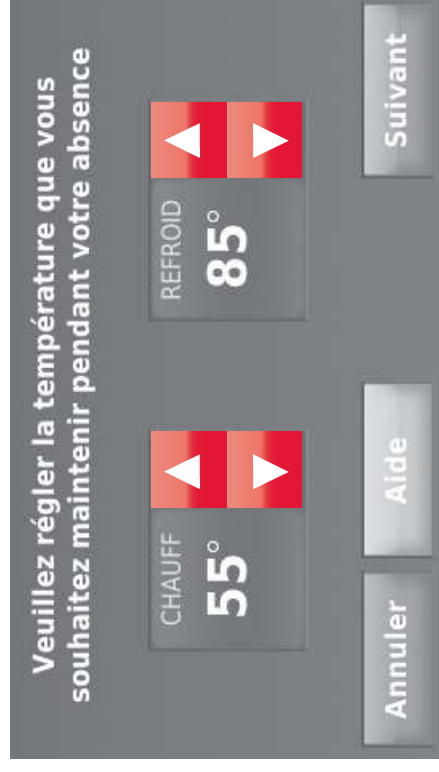 Veuillez régler la température que vous
souhaitez maintenir pendant votre absence
CHAUFF
55°
REFROID
85°
Annuler
Aide
Suivant